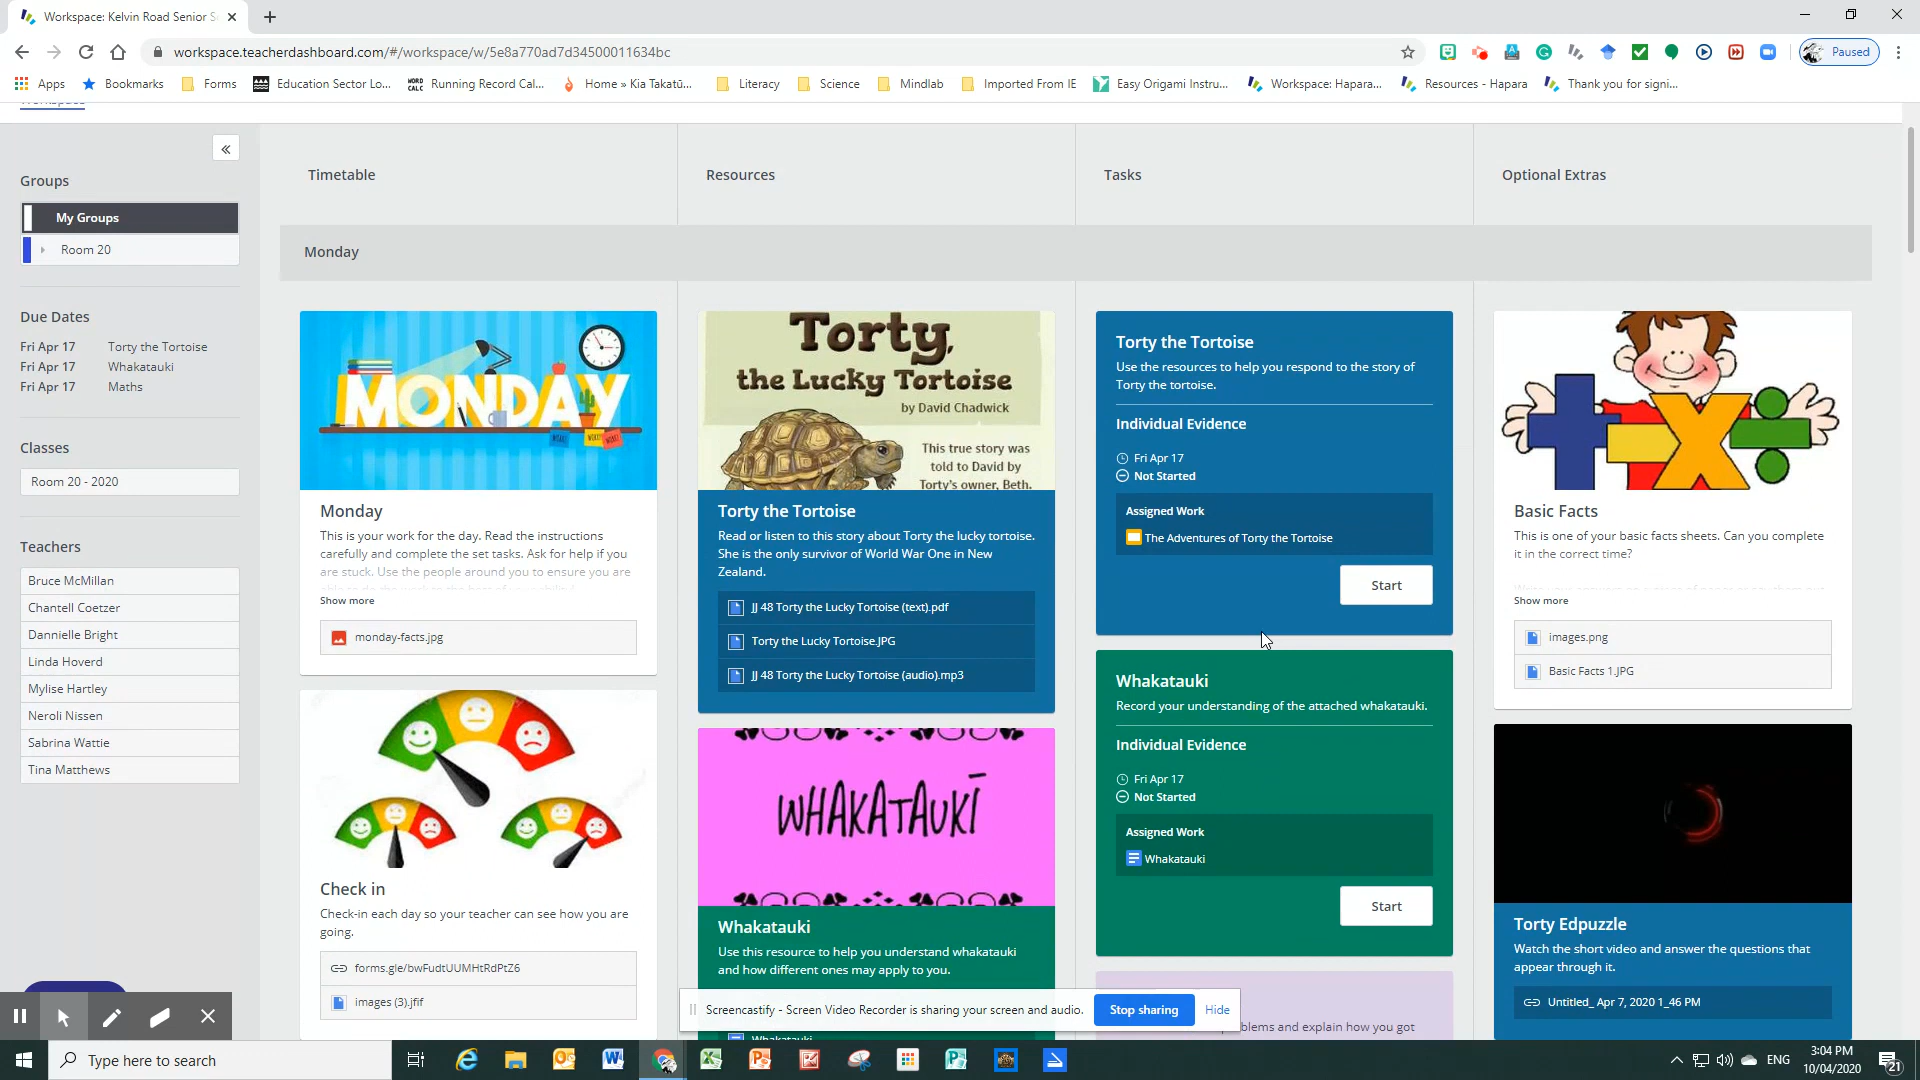 Workspace: Kelvin Road Senior S
workspace.teacherdashboard.com/#/workspace/w/5e8a770ad7d34500011634bc
Paused
Apps
Bookmarks
Forms
Education Sector Lo...
WORD CALC
Running Record Cal...
Home » Kia Takatū...
Literacy
Science
Mindlab
Imported From IE
Easy Origami Instru...
Workspace: Hapara...
Resources - Hapara
Thank you for signi...
Workspace
Groups
My Groups
Room 20
Due Dates
Fri Apr 17 Torty the Tortoise
Fri Apr 17 Whakatauki
Fri Apr 17 Maths
Classes
Room 20 - 2020
Teachers
Bruce McMillan
Chantell Coetzer
Dannielle Bright
Linda Hoverd
Mylise Hartley
Neroli Nissen
Sabrina Wattie
Tina Matthews
Timetable
Resources
Tasks
Optional Extras
Monday
MONDAY
Monday
This is your work for the day. Read the instructions
carefully and complete the set tasks. Ask for help if you
are stuck. Use the people around you to ensure you are
Show more
monday-facts.jpg
Check in
Check-in each day so your teacher can see how you are
going.
forms.gle/bwFudtUUMHtRdPtZ6
images (3).jfif
Torty,
the Lucky Tortoise
by David Chadwick
This true story was
told to David by
Torty's owner, Beth.
Torty the Tortoise
Read or listen to this story about Torty the lucky tortoise.
She is the only survivor of World War One in New
Zealand.
JJ 48 Torty the Lucky Tortoise (text).pdf
Torty the Lucky Tortoise.JPG
JJ 48 Torty the Lucky Tortoise (audio).mp3
WHAKATAUKĪ
Whakatauki
Use this resource to help you understand whakatauki
and how different ones may apply to you.
Whakatauki
Torty the Tortoise
Use the resources to help you respond to the story of
Torty the tortoise.
Individual Evidence
Fri Apr 17
Not Started
Assigned Work
The Adventures of Torty the Tortoise
Start
Whakatauki
Record your understanding of the attached whakatauki.
Individual Evidence
Fri Apr 17
Not Started
Assigned Work
Whakatauki
Start
oblems and explain how you got
Basic Facts
This is one of your basic facts sheets. Can you complete
it in the correct time?
Show more
images.png
Basic Facts 1.JPG
Torty Edpuzzle
Watch the short video and answer the questions that
appear through it.
Untitled_ Apr 7, 2020 1_46 PM
Screencastify - Screen Video Recorder is sharing your screen and audio.
Stop sharing
Hide
Type here to search
ENG
3:04 PM
10/04/2020
21